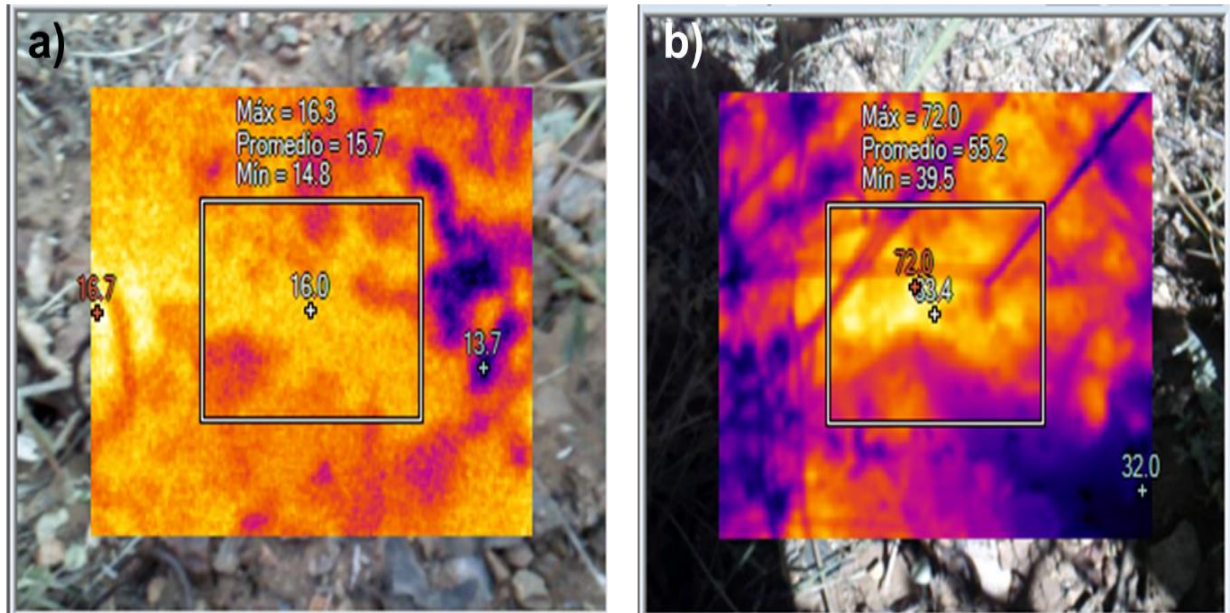 a)
Máx = 16.3
Promedio = 15.7
Mín = 14.8
16.7
16.0
13.7
b)
Máx = 72.0
Promedio = 55.2
Mín = 39.5
72.0
32.0